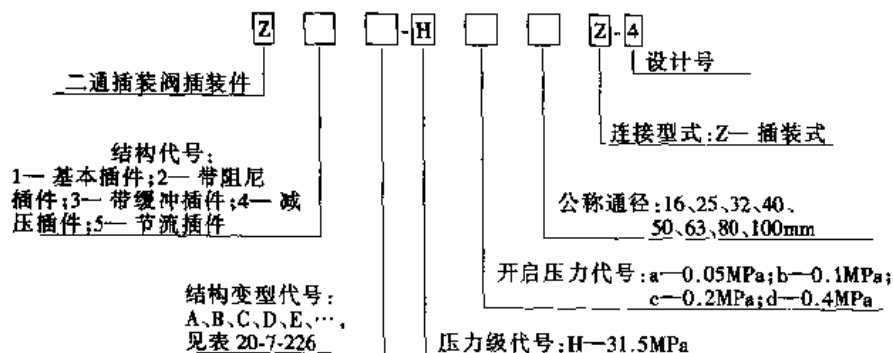 Z□□-H□□Z-4
设计号
二通插装阀插装件
连接型式:Z—插装式
结构代号:
1—基本插件;2—带阻尼
插件;3—带缓冲插件;4—减
压插件;5—节流插件
公称通径:16、25、32、40、
50、63、80、100mm
开启压力代号:a—0.05MPa;b—0.1MPa;
c—0.2MPa;d—0.4MPa
结构变型代号:
A、B、C、D、E、…,
见表 20-7-226
压力级代号:H—31.5MPa